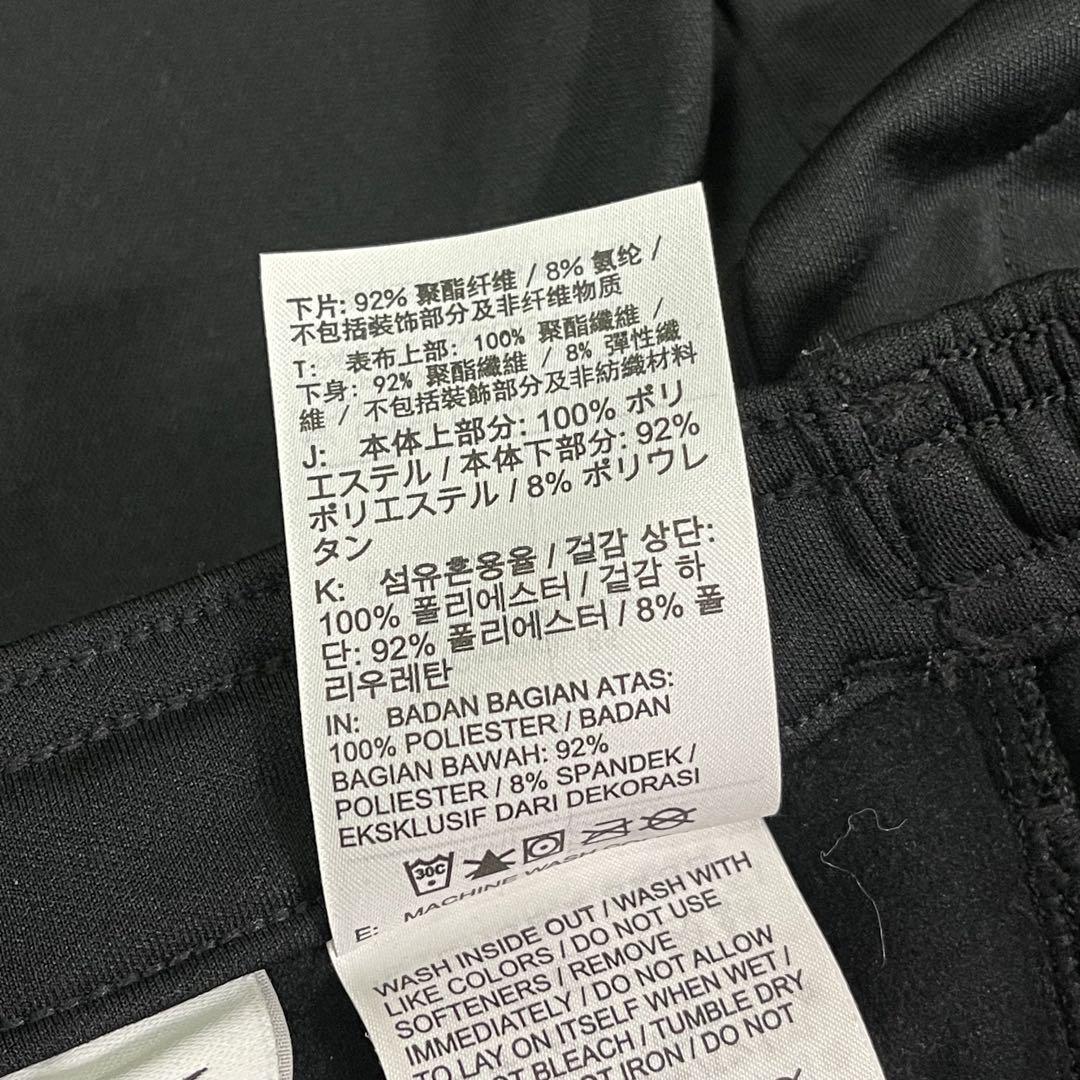 下片: 92% 聚酯纤维 / 8% 氨纶 /
不包括装饰部分及非纤维物质
T: 表布上部: 100% 聚酯纖維 /
下身: 92% 聚酯纖維 / 8% 彈性纖
維 / 不包括裝飾部分及非紡織材料
J: 本体上部分: 100% ポリ
エステル / 本体下部分: 92%
ポリエステル / 8% ポリウレ
タン
K: 섬유혼용율 / 겉감 상단:
100% 폴리에스터 / 겉감 하
단: 92% 폴리에스터 / 8% 폴
리우레탄
IN: BADAN BAGIAN ATAS:
100% POLIESTER / BADAN
BAGIAN BAWAH: 92%
POLIESTER / 8% SPANDEK /
EKSKLUSIF DARI DEKORASI
30C
E: MACHINE WASH
WASH INSIDE OUT / WASH WITH
LIKE COLORS / DO NOT USE
SOFTENERS / REMOVE
IMMEDIATELY / DO NOT ALLOW
TO LAY ON ITSELF WHEN WET /
BLEACH / TUMBLE DRY
IRON / DO NOT